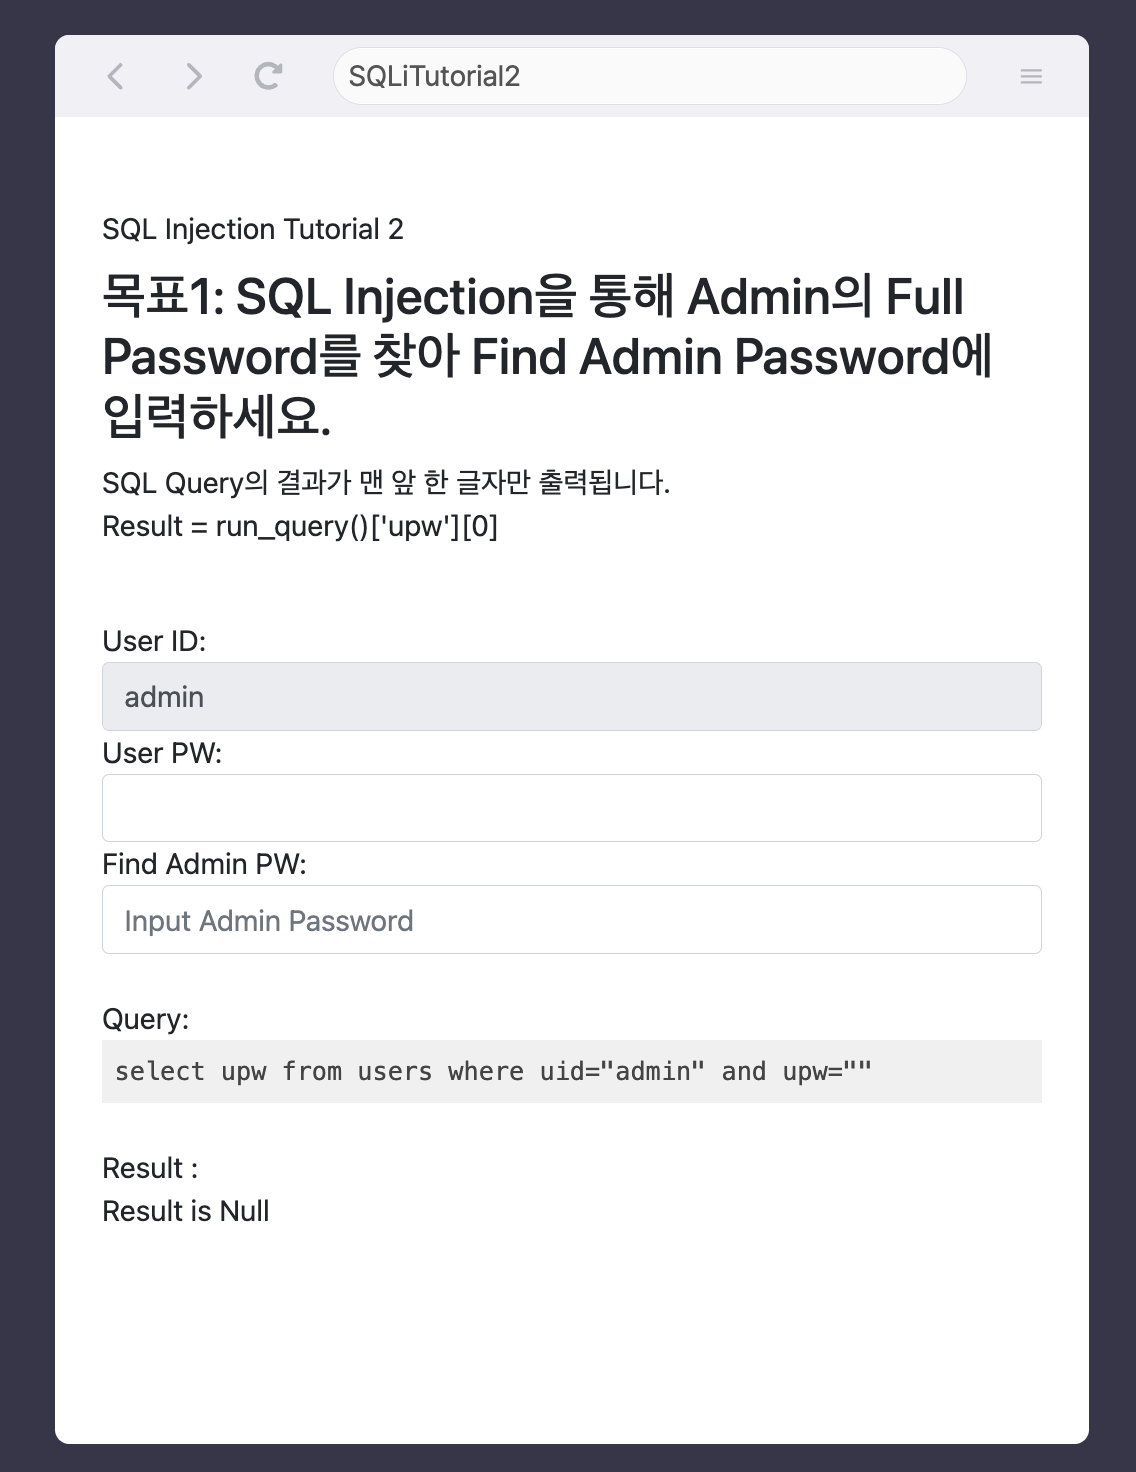 SQLiTutorial2
SQL Injection Tutorial 2
목표1: SQL Injection을 통해 Admin의 Full
Password를 찾아 Find Admin Password에
입력하세요.
SQL Query의 결과가 맨 앞 한 글자만 출력됩니다.
Result = run_query()['upw'][0]
User ID:
admin
User PW:
Find Admin PW:
Input Admin Password
Query:
select upw from users where uid="admin" and upw=""
Result :
Result is Null